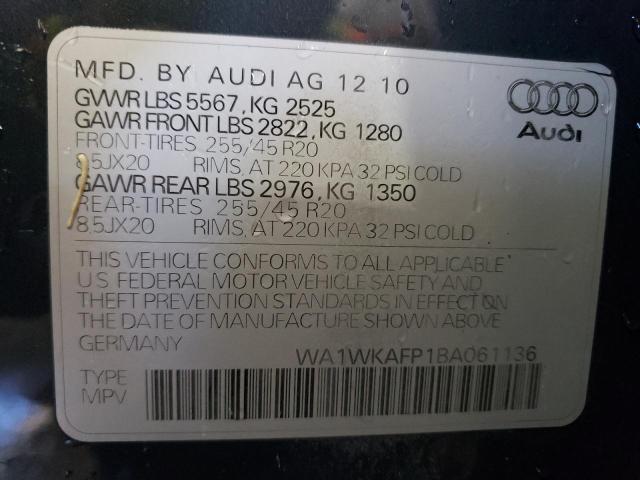 MFD. BY AUDI AG 12 10
GVWR LBS 5567, KG 2525
GAWR FRONT LBS 2822, KG 1280
FRONT-TIRES 255/45 R20
8.5JX20 RIMS, AT 220 KPA 32 PSI COLD
GAWR REAR LBS 2976, KG 1350
REAR-TIRES 255/45 R20
8.5JX20 RIMS, AT 220 KPA 32 PSI COLD
Audi
THIS VEHICLE CONFORMS TO ALL APPLICABLE
U.S. FEDERAL MOTOR VEHICLE SAFETY AND
THEFT PREVENTION STANDARDS IN EFFECT ON
THE DATE OF MANUFACTURE SHOWN ABOVE.
GERMANY WA1WKAFP1BA061136
TYPE
MPV